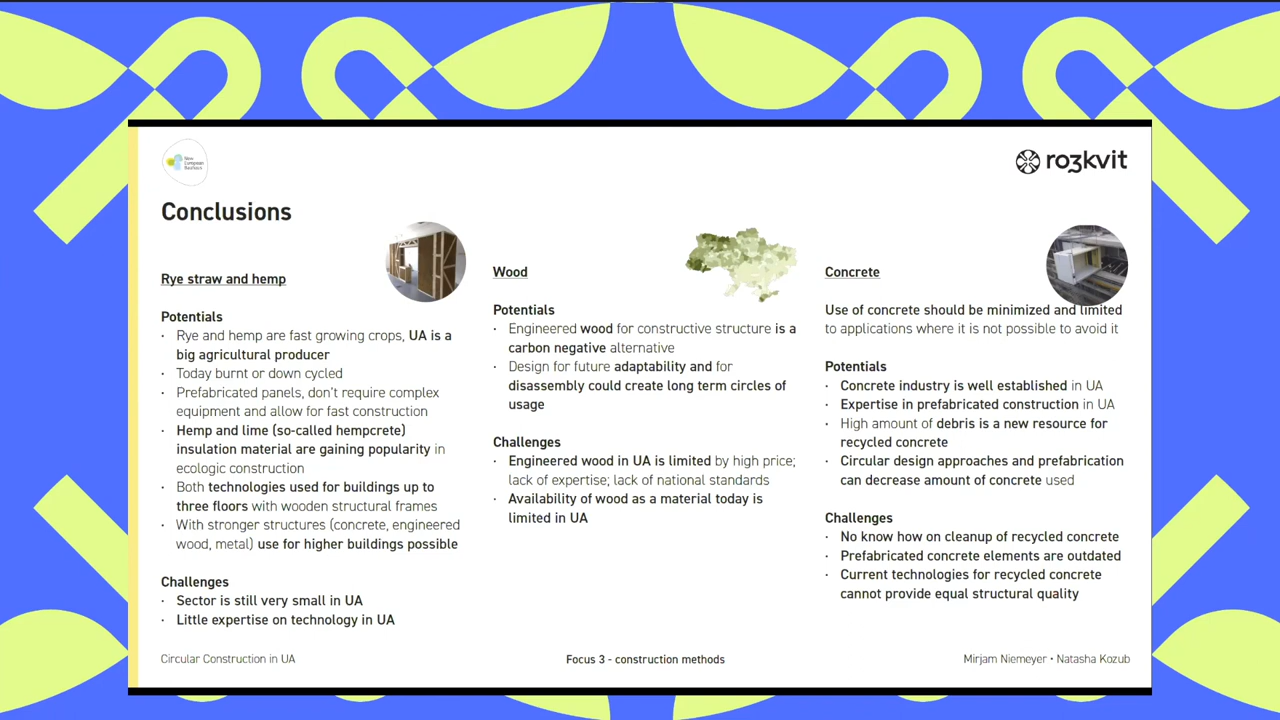 New
European
Bauhaus
ro3kvit
Conclusions
Rye straw and hemp
Potentials
· Rye and hemp are fast growing crops, UA is a
big agricultural producer
· Today burnt or down cycled
· Prefabricated panels, don't require complex
equipment and allow for fast construction
· Hemp and lime (so-called hempcrete)
insulation material are gaining popularity in
ecologic construction
· Both technologies used for buildings up to
three floors with wooden structural frames
· With stronger structures (concrete, engineered
wood, metal) use for higher buildings possible
Challenges
· Sector is still very small in UA
· Little expertise on technology in UA
Wood
Potentials
· Engineered wood for constructive structure is a
carbon negative alternative
· Design for future adaptability and for
disassembly could create long term circles of
usage
Challenges
· Engineered wood in UA is limited by high price;
lack of expertise; lack of national standards
· Availability of wood as a material today is
limited in UA
Concrete
Use of concrete should be minimized and limited
to applications where it is not possible to avoid it
Potentials
· Concrete industry is well established in UA
· Expertise in prefabricated construction in UA
· High amount of debris is a new resource for
recycled concrete
· Circular design approaches and prefabrication
can decrease amount of concrete used
Challenges
· No know how on cleanup of recycled concrete
· Prefabricated concrete elements are outdated
· Current technologies for recycled concrete
cannot provide equal structural quality
Circular Construction in UA
Focus 3 - construction methods
Mirjam Niemeyer • Natasha Kozub